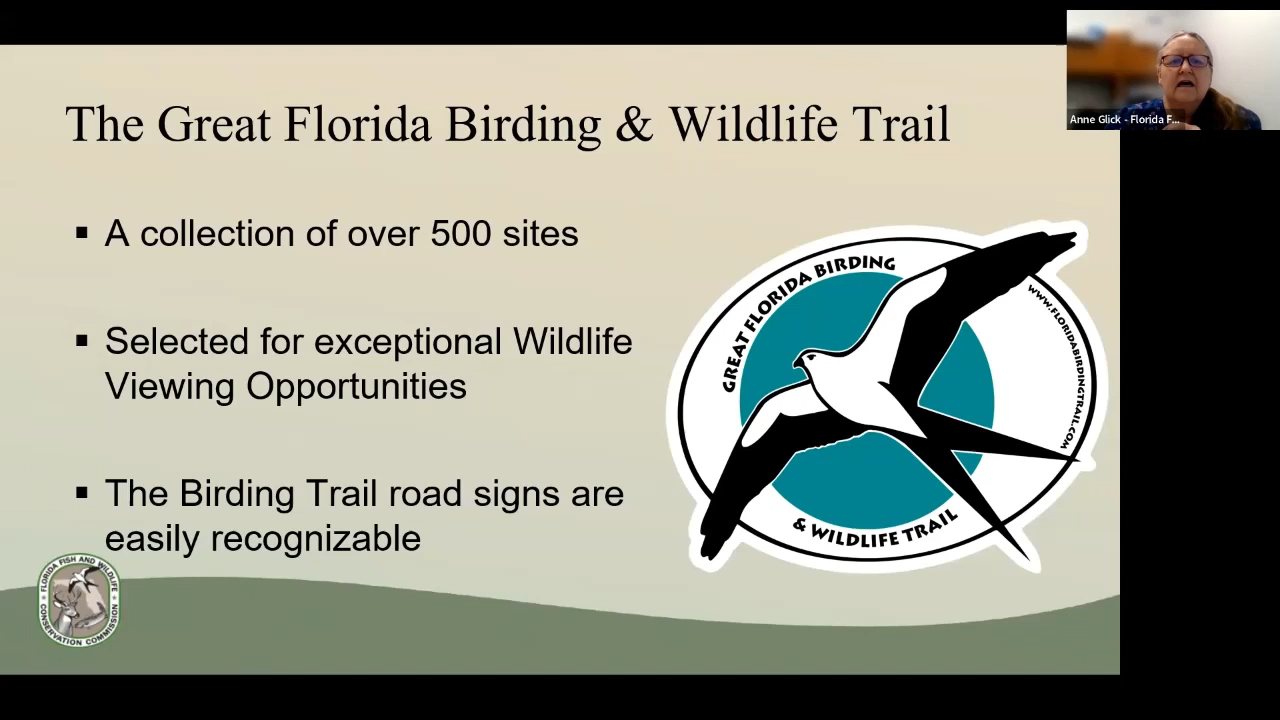 The Great Florida Birding & Wildlife Trail
Anne Glick - Florida F...
▪ A collection of over 500 sites
▪ Selected for exceptional Wildlife
Viewing Opportunities
▪ The Birding Trail road signs are
easily recognizable
GREAT FLORIDA BIRDING
WWW.FLORIDABIRDINGTRAIL.COM
& WILDLIFE TRAIL
FLORIDA FISH AND WILDLIFE
CONSERVATION COMMISSION